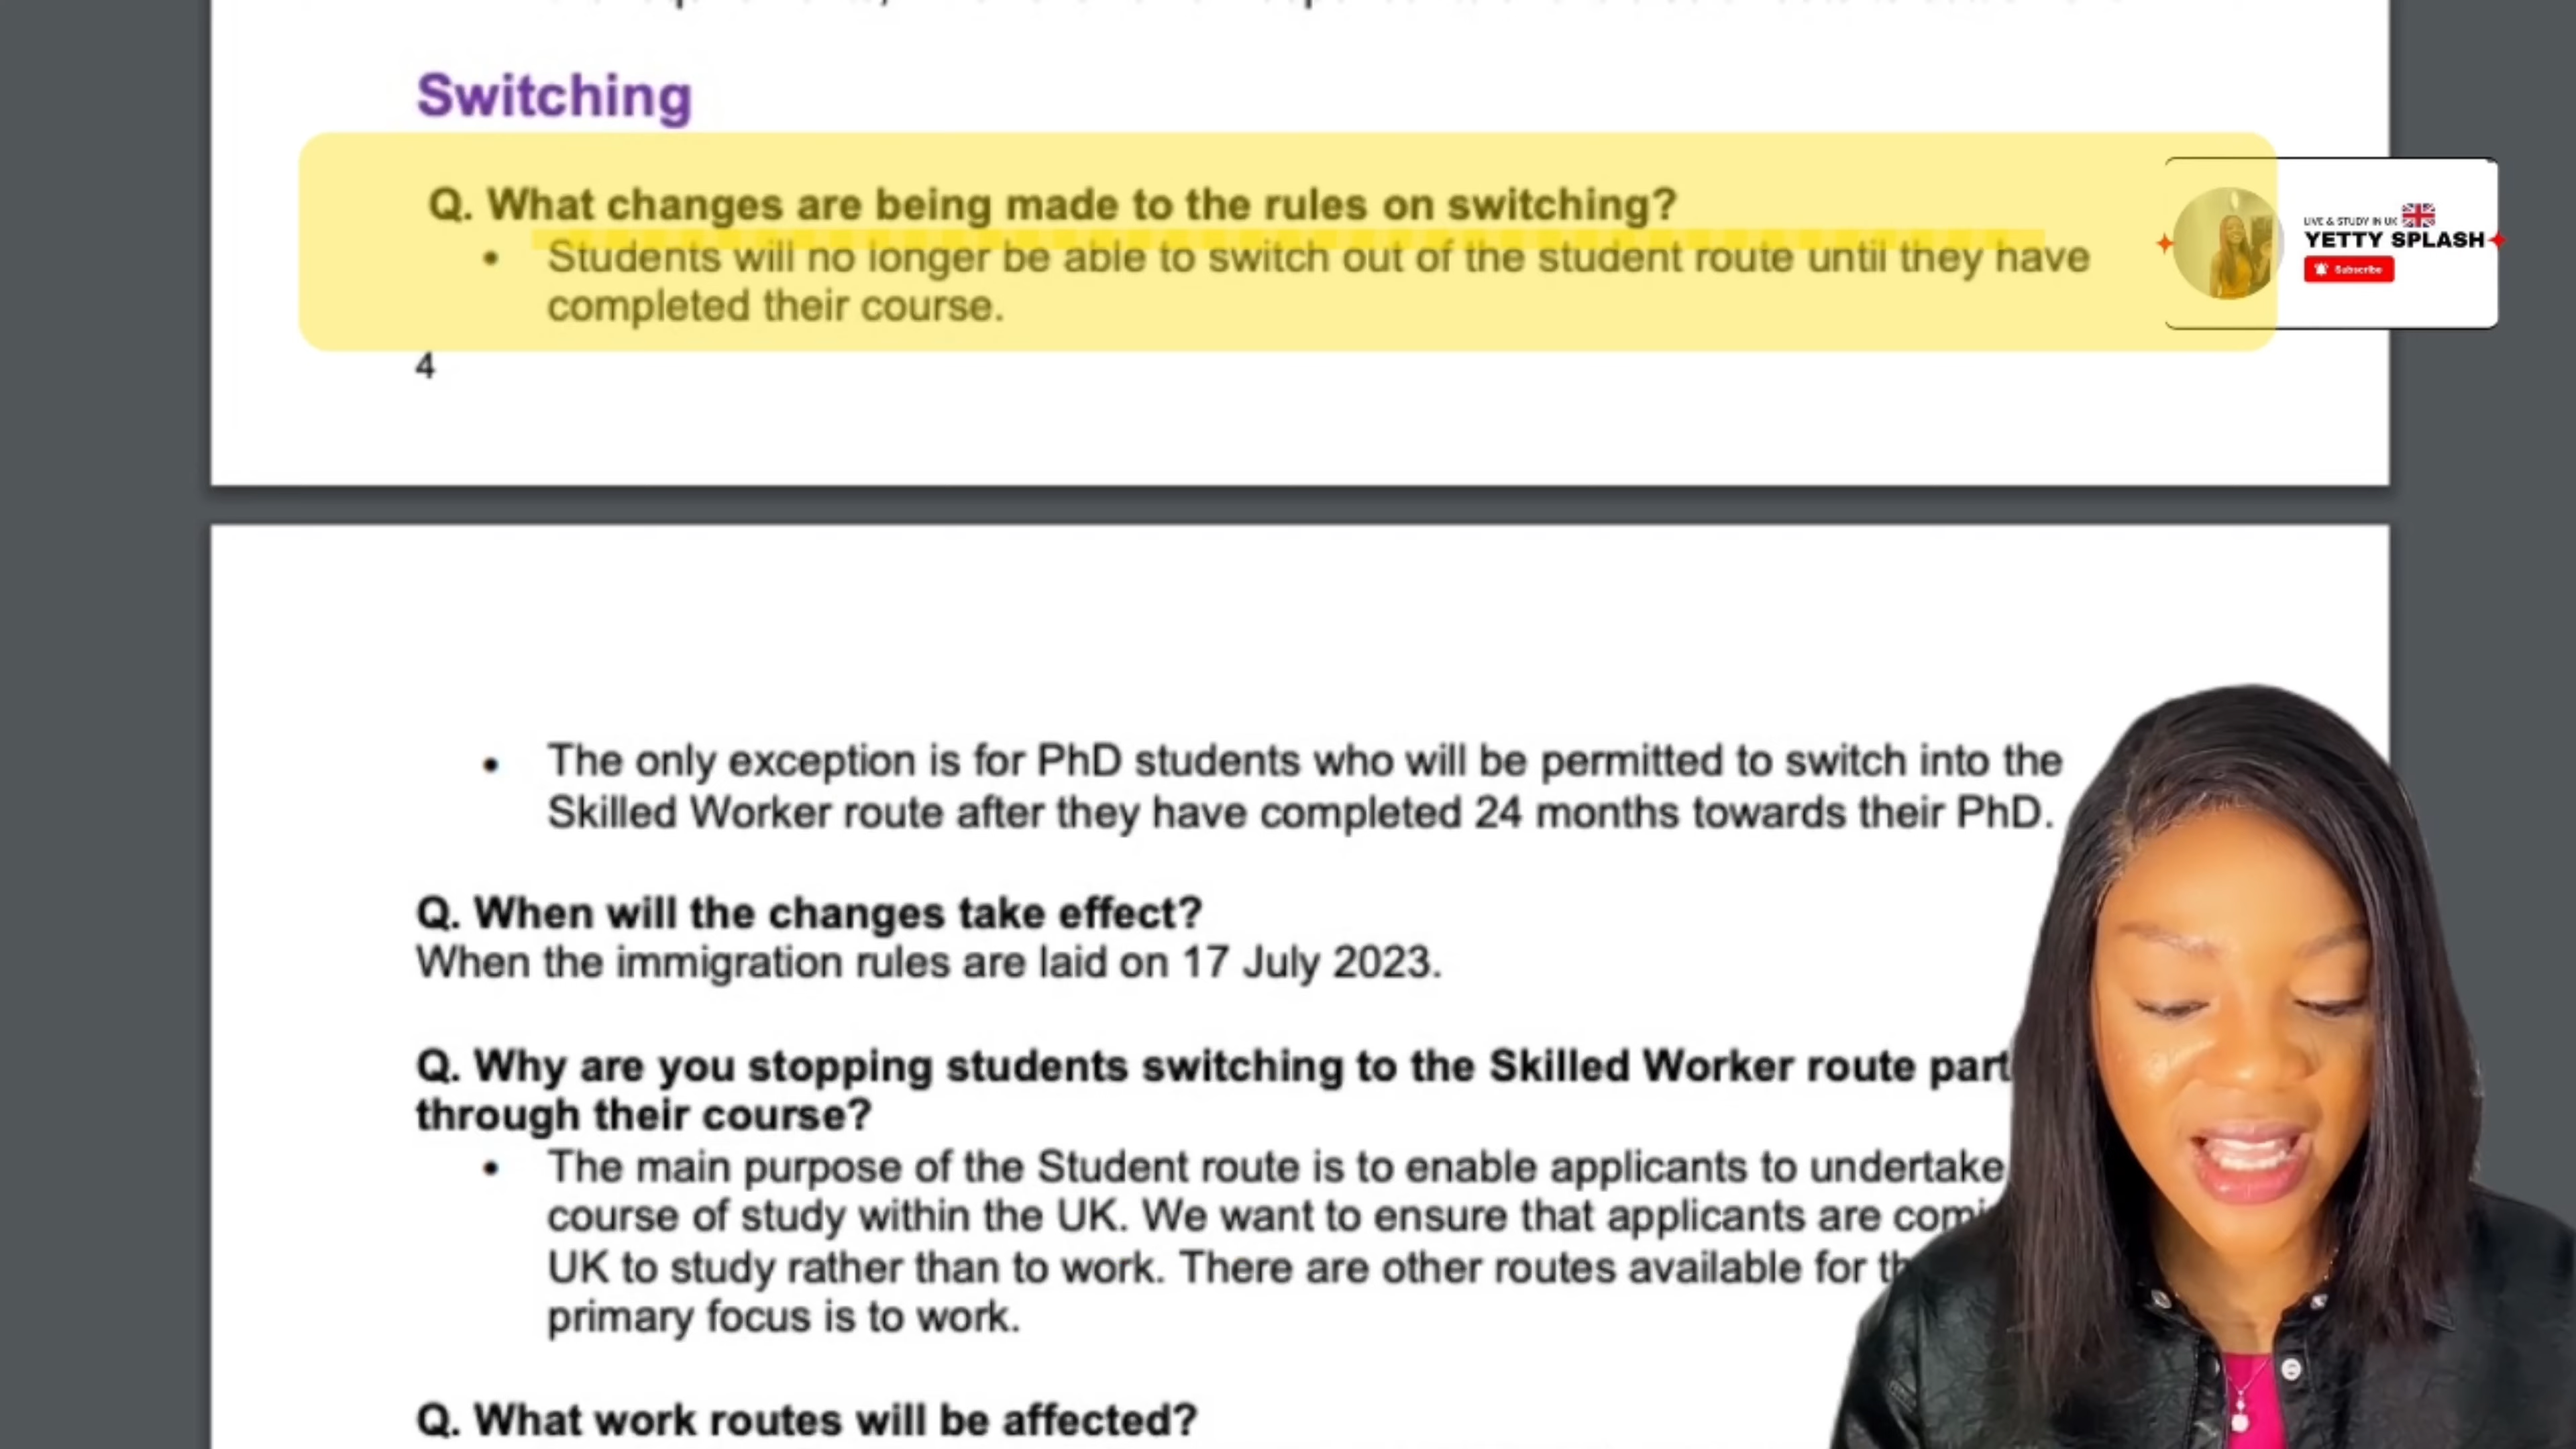 Switching
Q. What changes are being made to the rules on switching?
• Students will no longer be able to switch out of the student route until they have
completed their course.
4
LIVE & STUDY IN UK
YETTY SPLASH
Subscribe
• The only exception is for PhD students who will be permitted to switch into the
Skilled Worker route after they have completed 24 months towards their PhD.
Q. When will the changes take effect?
When the immigration rules are laid on 17 July 2023.
Q. Why are you stopping students switching to the Skilled Worker route part
through their course?
• The main purpose of the Student route is to enable applicants to undertake
course of study within the UK. We want to ensure that applicants are comi
UK to study rather than to work. There are other routes available for th
primary focus is to work.
Q. What work routes will be affected?